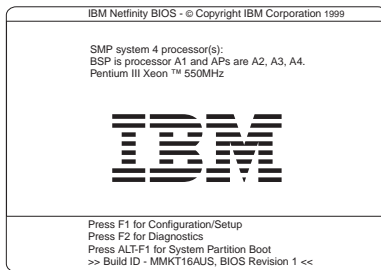 IBM Netfinity BIOS - © Copyright IBM Corporation 1999
SMP system 4 processor(s):
BSP is processor A1 and APs are A2, A3, A4.
Pentium III Xeon ™ 550MHz
IBM
Press F1 for Configuration/Setup
Press F2 for Diagnostics
Press ALT-F1 for System Partition Boot
>> Build ID - MMKT16AUS, BIOS Revision 1 <<